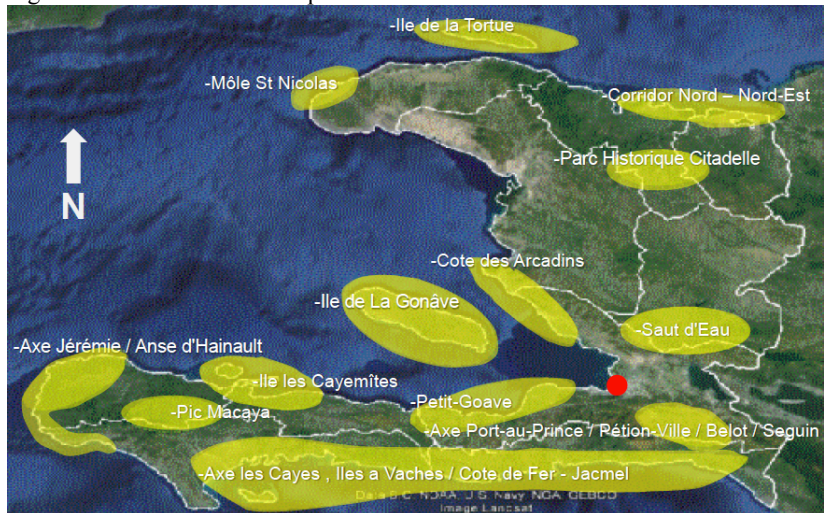 -Ile de la Tortue
-Môle St Nicolas
-Corridor Nord – Nord-Est
-Parc Historique Citadelle
N
-Cote des Arcadins
-Ile de La Gonâve
-Saut d'Eau
-Axe Jérémie / Anse d'Hainault
-Ile les Cayemîtes
-Petit-Goave
-Pic Macaya
-Axe Port-au-Prince / Pétion-Ville / Belot / Seguin
-Axe les Cayes , Iles a Vaches / Cote de Fer - Jacmel
Data SIO, NOAA, U.S. Navy, NGA, GEBCO
Image Landsat